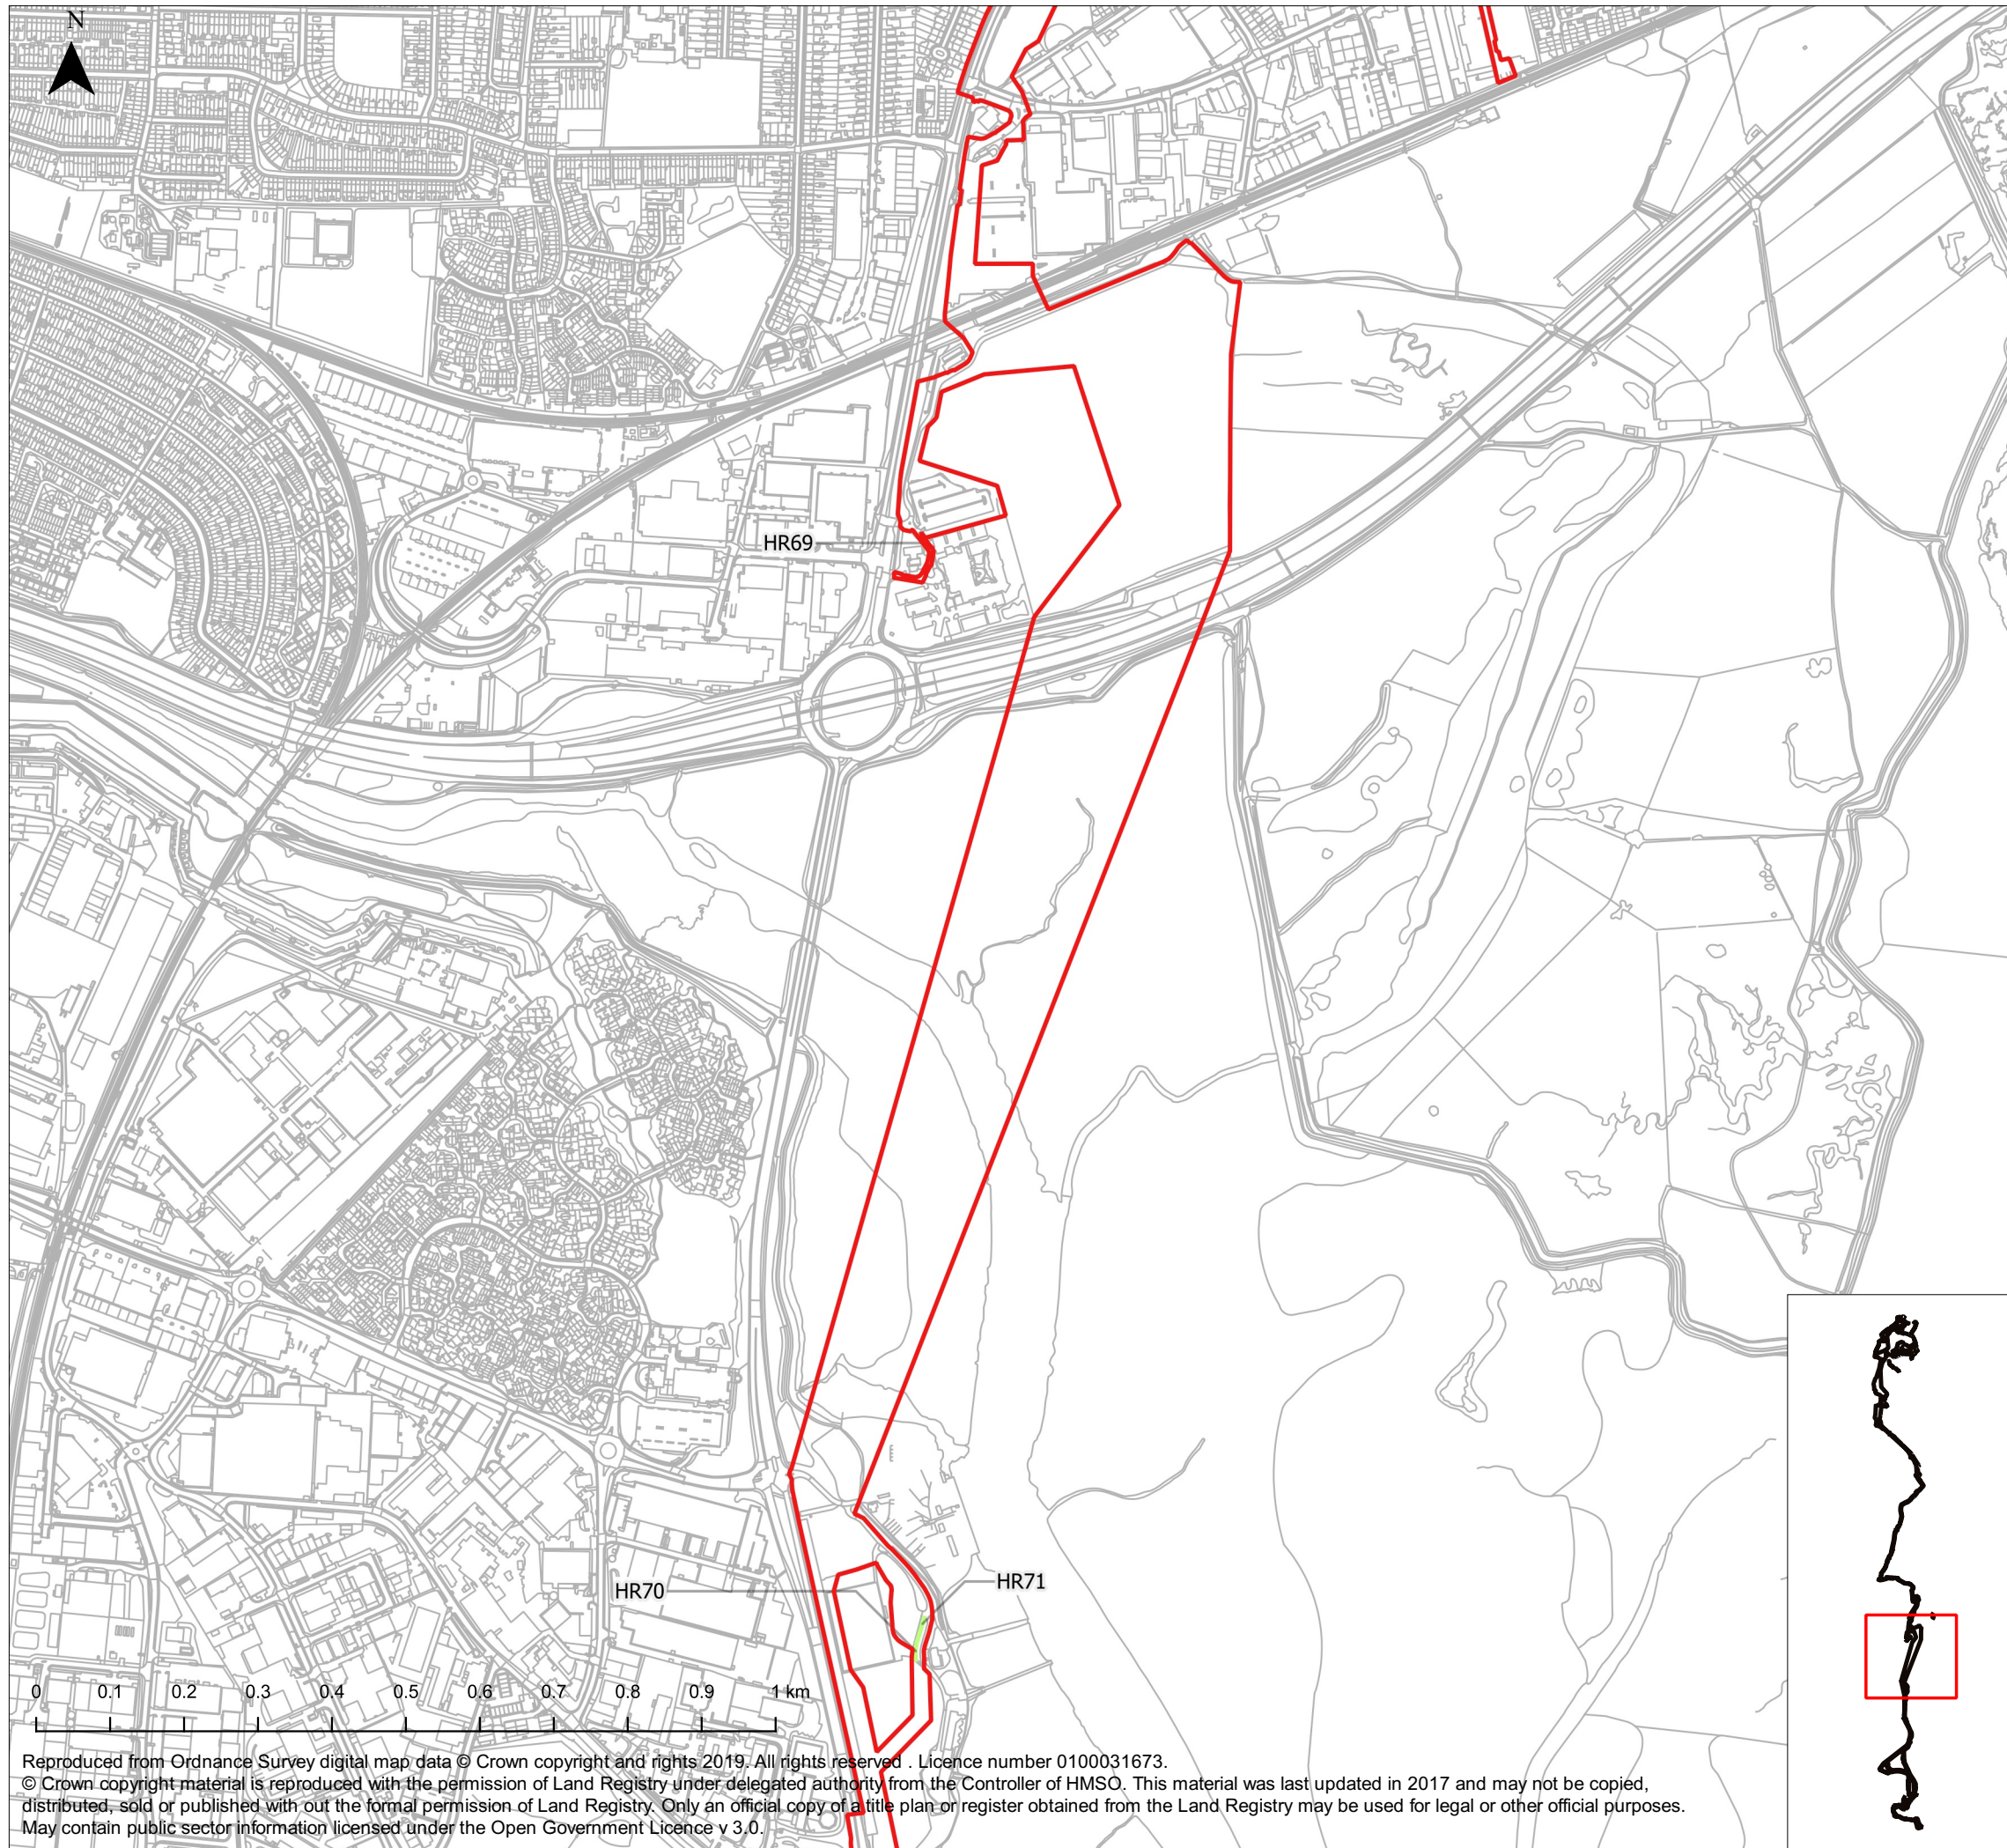 N
HR69
HR70
HR71
0 0.1 0.2 0.3 0.4 0.5 0.6 0.7 0.8 0.9 1 km
Reproduced from Ordnance Survey digital map data © Crown copyright and rights 2019. All rights reserved . Licence number 0100031673.
© Crown copyright material is reproduced with the permission of Land Registry under delegated authority from the Controller of HMSO. This material was last updated in 2017 and may not be copied,
distributed, sold or published with out the formal permission of Land Registry. Only an official copy of a title plan or register obtained from the Land Registry may be used for legal or other official purposes.
May contain public sector information licensed under the Open Government Licence v 3.0.